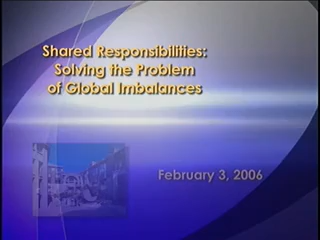 Shared Responsibilities:
Solving the Problem
of Global Imbalances
February 3, 2006